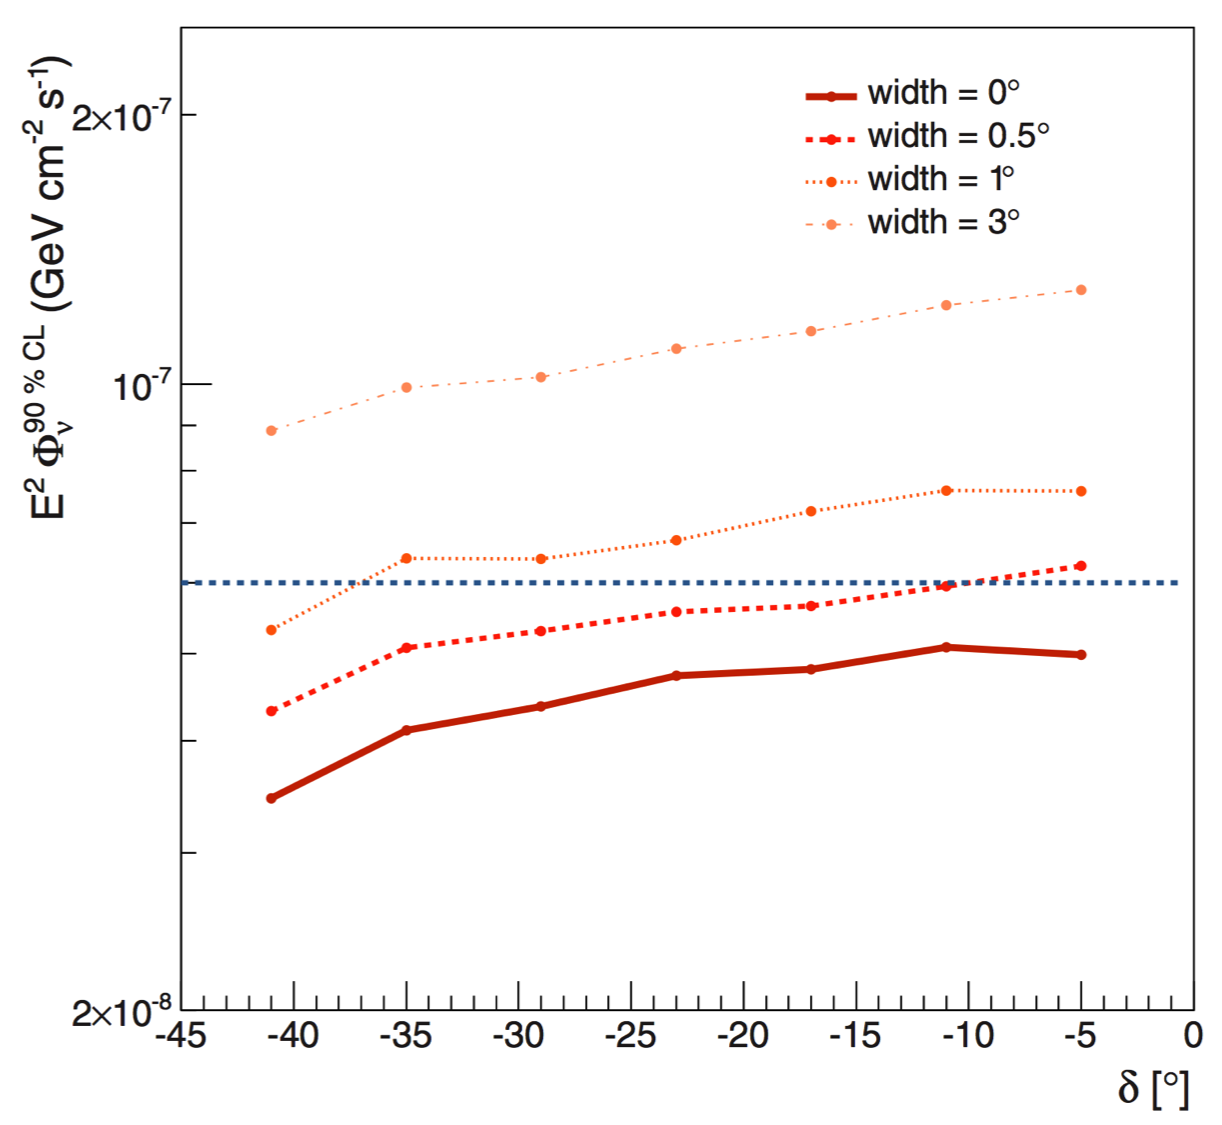 E² Φν⁹⁰ % CL (GeV cm⁻² s⁻¹)
2×10⁻⁷
10⁻⁷
2×10⁻⁸
width = 0°
width = 0.5°
width = 1°
width = 3°
-45 -40 -35 -30 -25 -20 -15 -10 -5 0
δ [°]